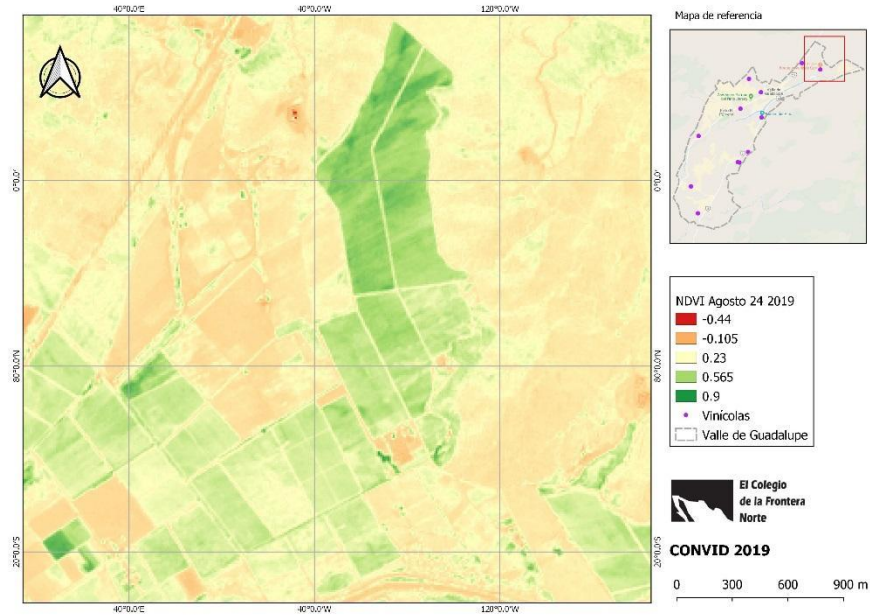 40°0.0'W
40°0.0'W
120°0.0'W
Mapa de referencia
0°0.0'
0°0.0'
80°0.0'N
80°0.0'N
20°0.0'S
20°0.0'S
40°0.0'E
40°0.0'W
120°0.0'W
NDVI Agosto 24 2019
-0.44
-0.105
0.23
0.565
0.9
Vinícolas
Valle de Guadalupe
El Colegio
de la Frontera
Norte
CONVID 2019
0 300 600 900 m